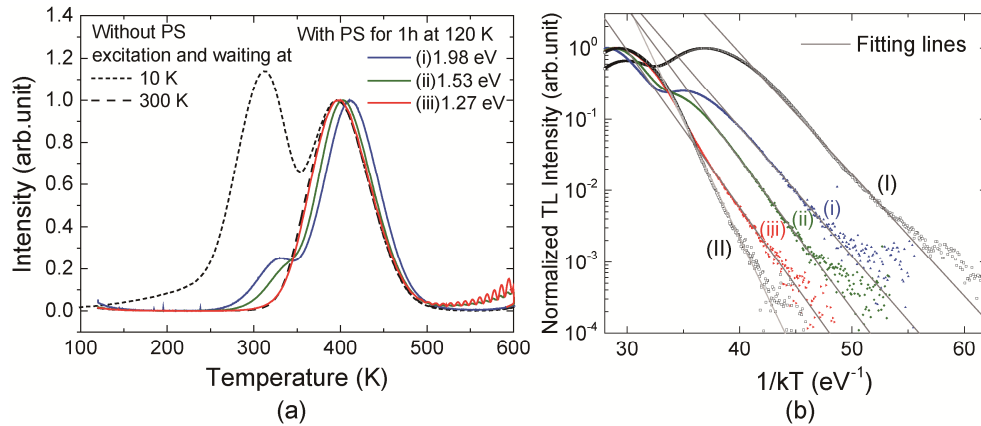 Without PS
excitation and waiting at
10 K
300 K
With PS for 1h at 120 K
(i)1.98 eV
(ii)1.53 eV
(iii)1.27 eV
Intensity (arb.unit)
1.4
1.2
1.0
0.8
0.6
0.4
0.2
0.0
100 200 300 400 500 600
Temperature (K)
(a)
Fitting lines
Normalized TL Intensity (arb.unit)
10^0
10^-1
10^-2
10^-3
10^-4
(I)
(i)
(ii)
(iii)
(II)
30 40 50 60
1/kT (eV^-1)
(b)